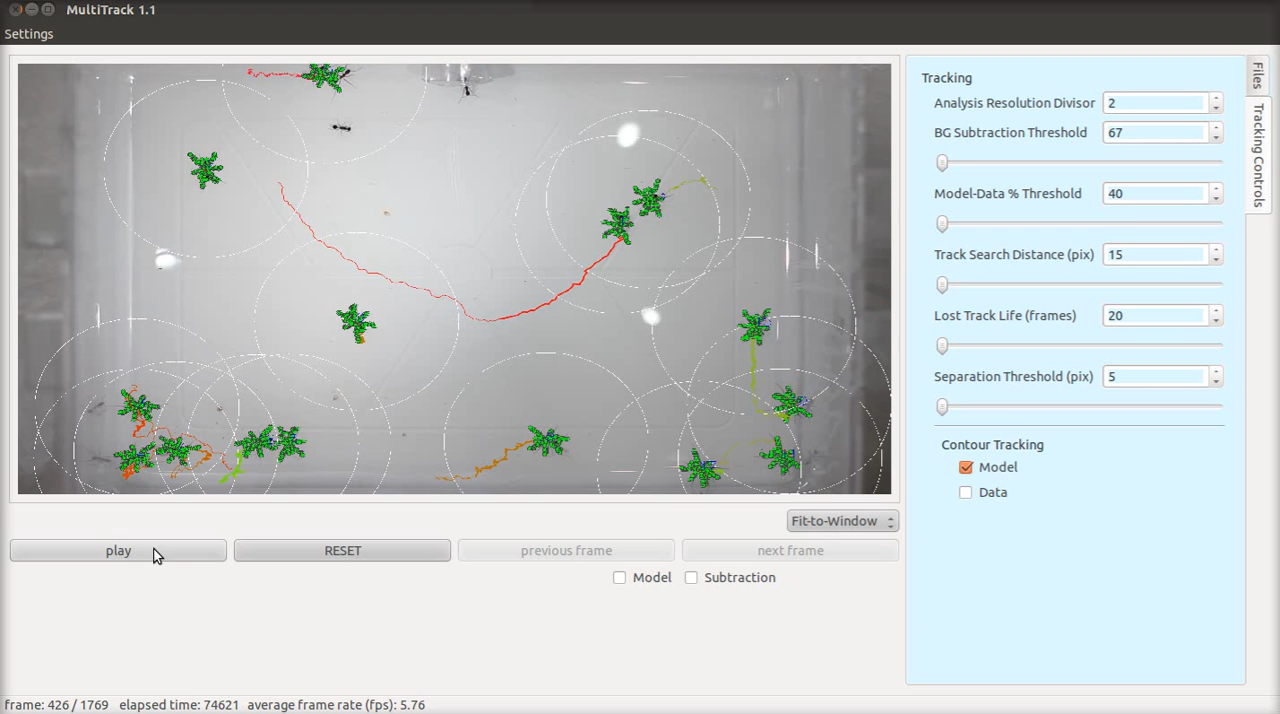 MultiTrack 1.1
Settings
Tracking
Analysis Resolution Divisor 2
BG Subtraction Threshold 67
Model-Data % Threshold 40
Track Search Distance (pix) 15
Lost Track Life (frames) 20
Separation Threshold (pix) 5
Contour Tracking
Model
Data
Files
Tracking Controls
Fit-to-Window
play RESET previous frame next frame
Model Subtraction
frame: 426 / 1769 elapsed time: 74621 average frame rate (fps): 5.76